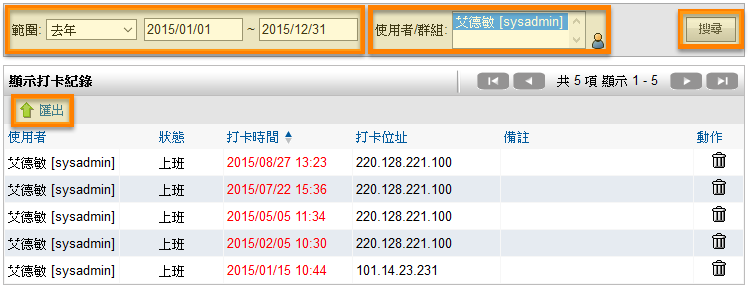 範圍: 去年 2015/01/01 ~ 2015/12/31 使用者/群組: 艾德敏 [sysadmin] 搜尋
顯示打卡紀錄 共 5 項 顯示 1 - 5
匯出
使用者 狀態 打卡時間 打卡位址 備註 動作
艾德敏 [sysadmin] 上班 2015/08/27 13:23 220.128.221.100
艾德敏 [sysadmin] 上班 2015/07/22 15:36 220.128.221.100
艾德敏 [sysadmin] 上班 2015/05/05 11:34 220.128.221.100
艾德敏 [sysadmin] 上班 2015/02/05 10:30 220.128.221.100
艾德敏 [sysadmin] 上班 2015/01/15 10:44 101.14.23.231